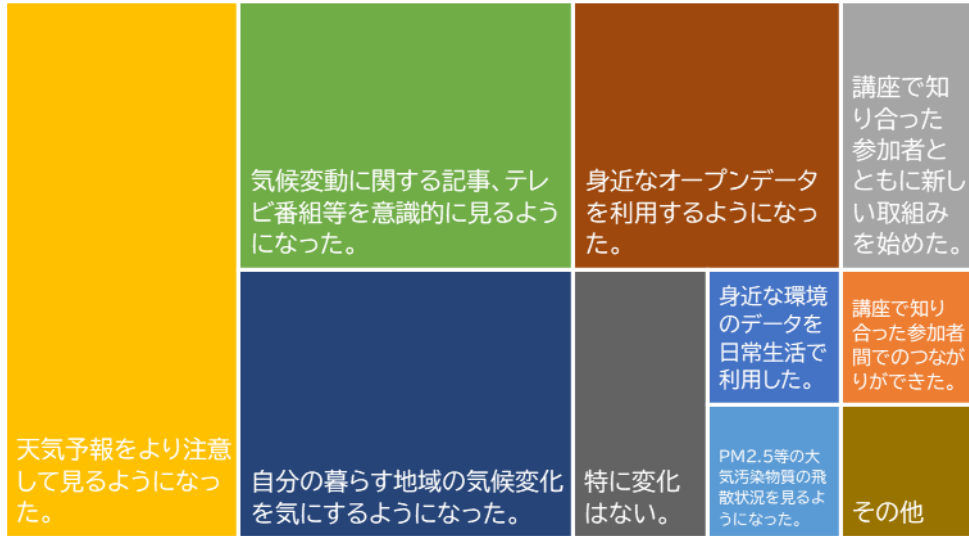 天気予報をより注意
して見るようになっ
た。
気候変動に関する記事、テレ
ビ番組等を意識的に見るよう
になった。
自分の暮らす地域の気候変化
を気にするようになった。
身近なオープンデータ
を利用するようになっ
た。
特に変化
はない。
身近な環境
のデータを
日常生活で
利用した。
PM2.5等の大
気汚染物質の飛
散状況を見るよ
うになった。
講座で知
り合った
参加者と
ともに新し
い取組み
を始めた。
講座で知り
合った参加者
間でのつなが
りができた。
その他